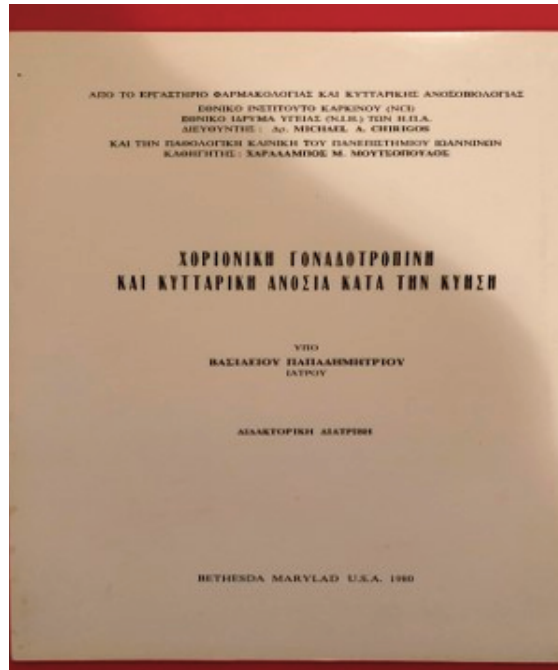 ΑΠΟ ΤΟ ΕΡΓΑΣΤΗΡΙΟ ΦΑΡΜΑΚΟΛΟΓΙΑΣ ΚΑΙ ΚΥΤΤΑΡΙΚΗΣ ΑΝΟΣΟΒΙΟΛΟΓΙΑΣ
ΕΘΝΙΚΟ ΙΝΣΤΙΤΟΥΤΟ ΚΑΡΚΙΝΟΥ (NCI)
ΕΘΝΙΚΟ ΙΔΡΥΜΑ ΥΓΕΙΑΣ (N.I.H.) ΤΩΝ Η.Π.Α.
ΔΙΕΥΘΥΝΤΗΣ : Δρ. MICHAEL A. CHIRIGOS
ΚΑΙ ΤΗΝ ΠΑΘΟΛΟΓΙΚΗ ΚΛΙΝΙΚΗ ΤΟΥ ΠΑΝΕΠΙΣΤΗΜΙΟΥ ΙΩΑΝΝΙΝΩΝ
ΚΑΘΗΓΗΤΗΣ : ΧΑΡΑΛΑΜΠΟΣ Μ. ΜΟΥΤΣΟΠΟΥΛΟΣ
ΧΟΡΙΟΝΙΚΗ ΓΟΝΑΔΟΤΡΟΠΙΝΗ
ΚΑΙ ΚΥΤΤΑΡΙΚΗ ΑΝΟΣΙΑ ΚΑΤΑ ΤΗΝ ΚΥΗΣΗ
ΥΠΟ
ΒΑΣΙΛΕΙΟΥ ΠΑΠΑΔΗΜΗΤΡΙΟΥ
ΙΑΤΡΟΥ
ΔΙΔΑΚΤΟΡΙΚΗ ΔΙΑΤΡΙΒΗ
BETHESDA MARYLAD U.S.A. 1980